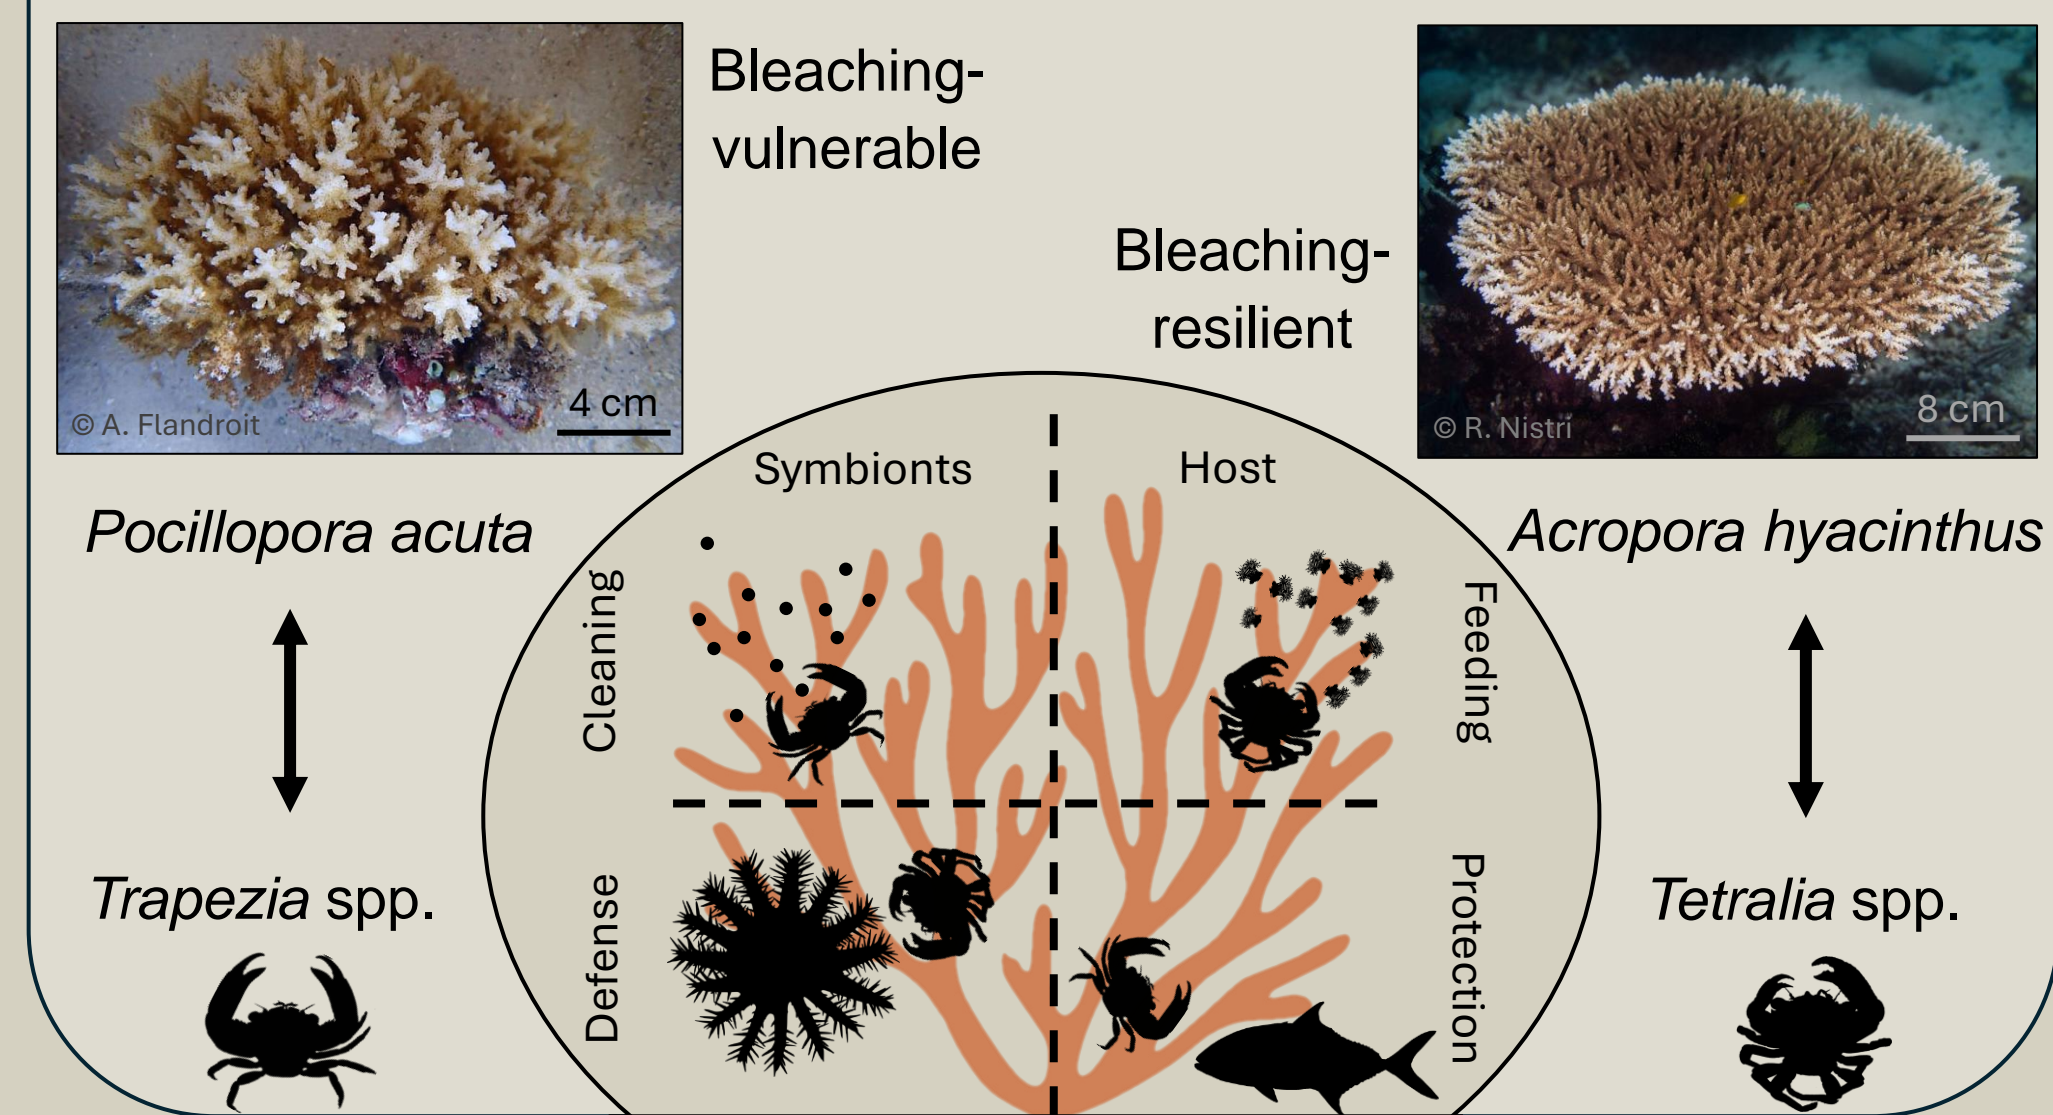 Bleaching-
vulnerable
© A. Flandroit
4 cm
Bleaching-
resilient
© R. Nistri
8 cm
Pocillopora acuta
Acropora hyacinthus
Symbionts
Host
Cleaning
Feeding
Defense
Protection
Trapezia spp.
Tetralia spp.